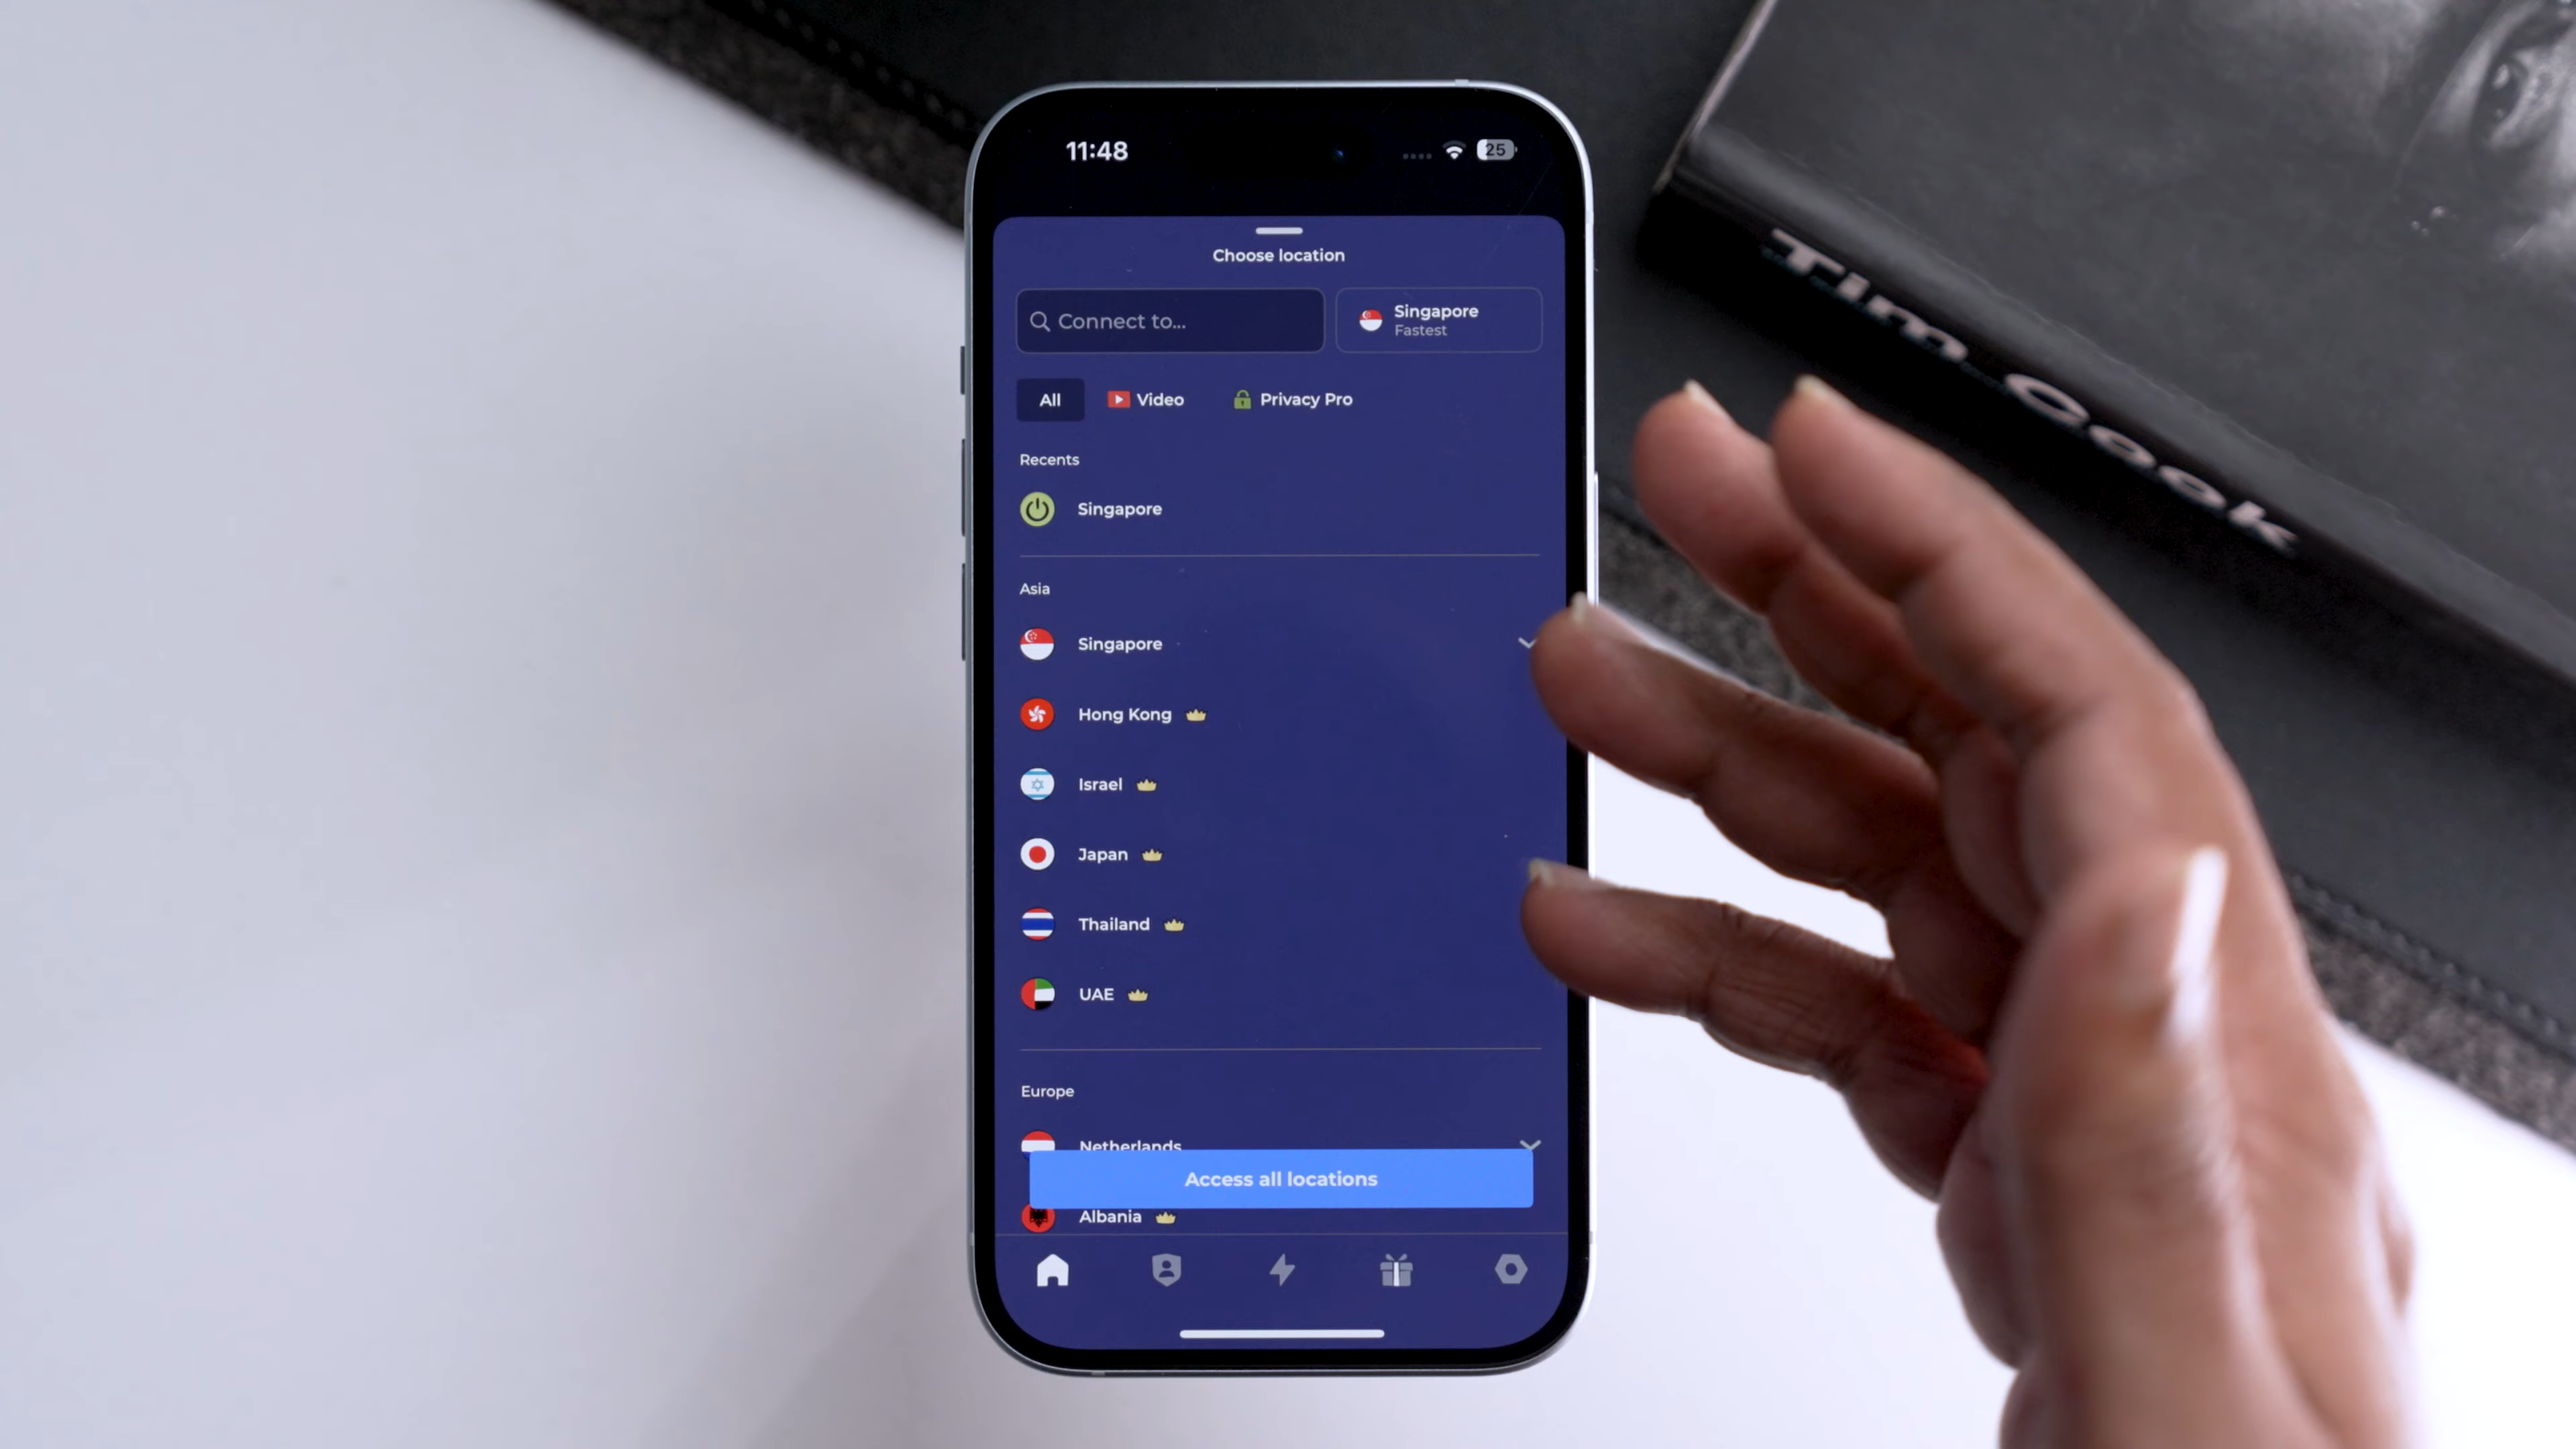 11:48
25
Choose location
Connect to...
Singapore
Fastest
All
Video
Privacy Pro
Recents
Singapore
Asia
Singapore
Hong Kong
Israel
Japan
Thailand
UAE
Europe
Netherlands
Access all locations
Albania
Tim Cook